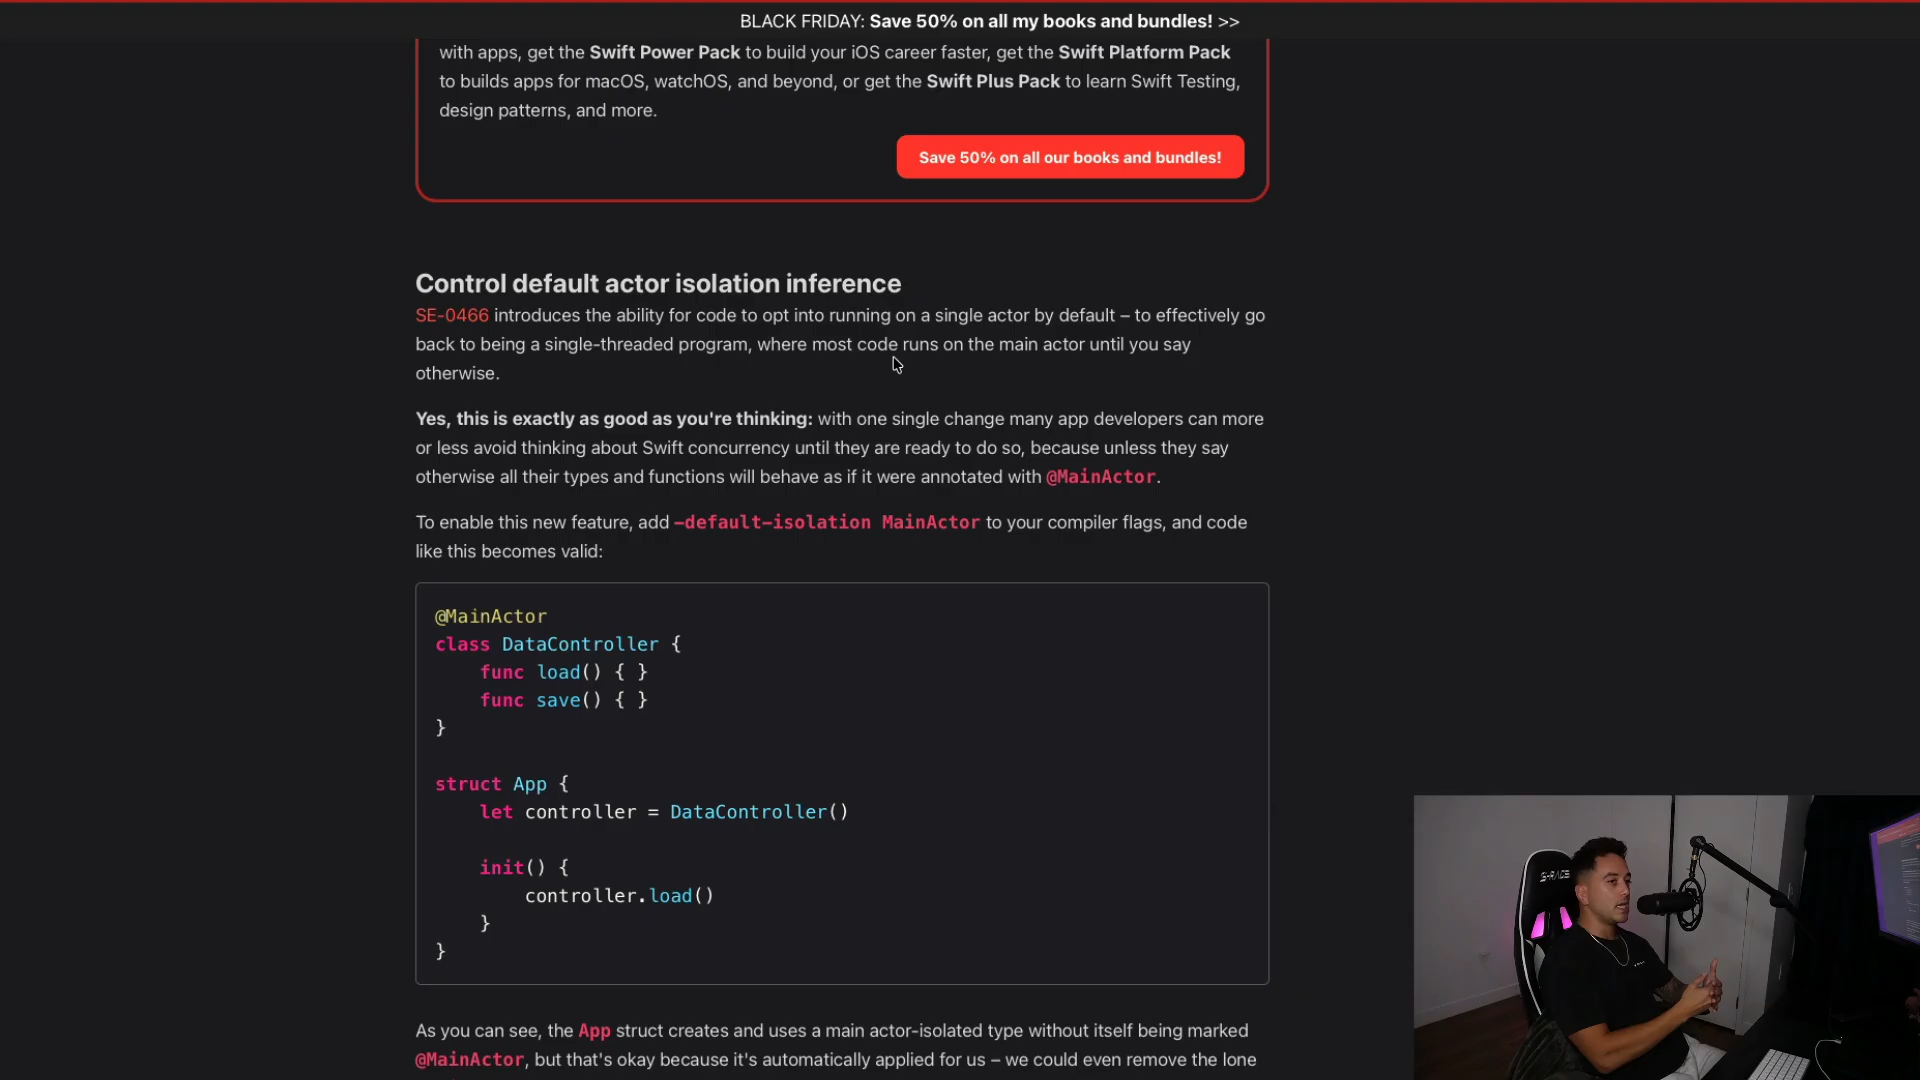 BLACK FRIDAY: Save 50% on all my books and bundles! >>
with apps, get the Swift Power Pack to build your iOS career faster, get the Swift Platform Pack
to builds apps for macOS, watchOS, and beyond, or get the Swift Plus Pack to learn Swift Testing,
design patterns, and more.
Save 50% on all our books and bundles!
Control default actor isolation inference
SE-0466 introduces the ability for code to opt into running on a single actor by default – to effectively go
back to being a single-threaded program, where most code runs on the main actor until you say
otherwise.
Yes, this is exactly as good as you're thinking: with one single change many app developers can more
or less avoid thinking about Swift concurrency until they are ready to do so, because unless they say
otherwise all their types and functions will behave as if it were annotated with @MainActor.
To enable this new feature, add -default-isolation MainActor to your compiler flags, and code
like this becomes valid:
@MainActor
class DataController {
    func load() { }
    func save() { }
}
struct App {
    let controller = DataController()
    init() {
        controller.load()
    }
}
As you can see, the App struct creates and uses a main actor-isolated type without itself being marked
@MainActor, but that's okay because it's automatically applied for us – we could even remove the lone